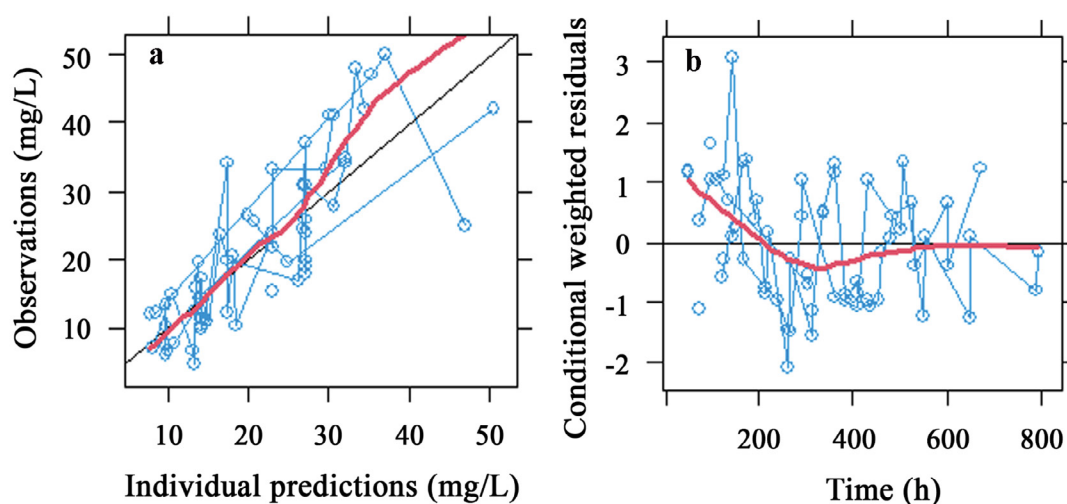 a
Observations (mg/L)
50
40
30
20
10
10 20 30 40 50
Individual predictions (mg/L)
b
Conditional weighted residuals
3
2
1
0
-1
-2
200 400 600 800
Time (h)